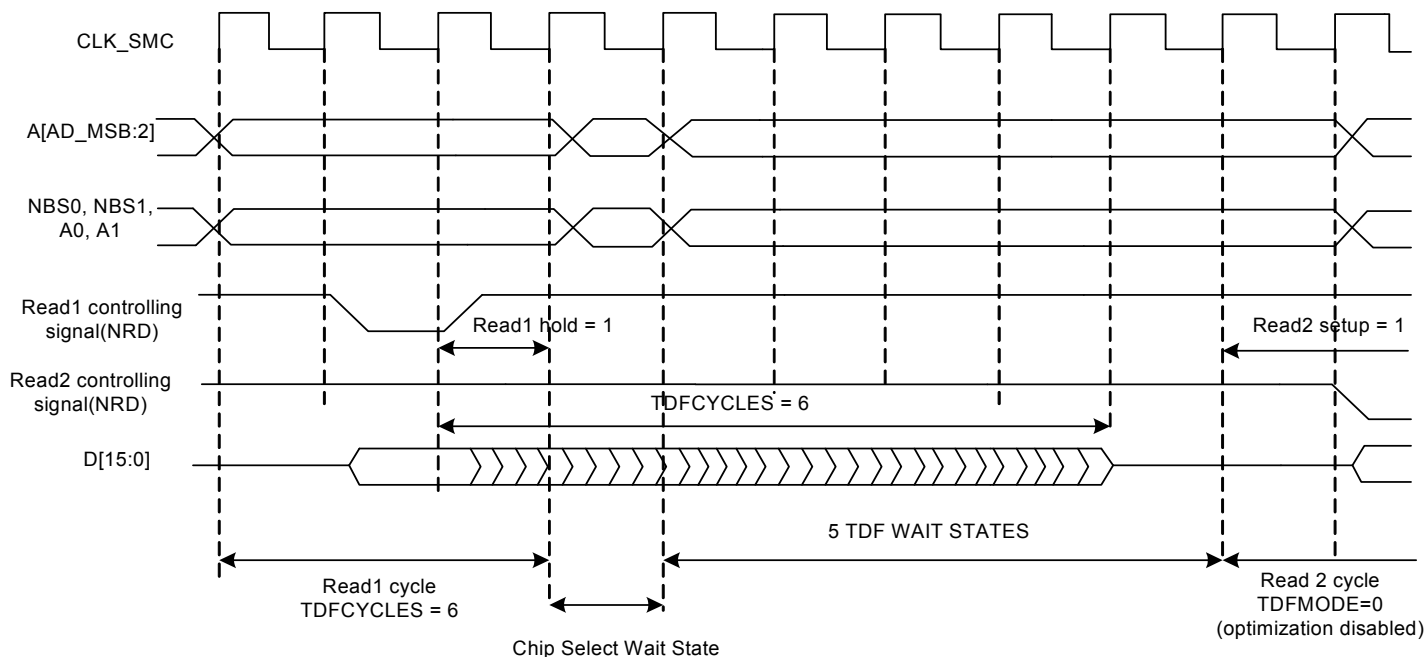 CLK_SMC
A[AD_MSB:2]
NBS0, NBS1,
A0, A1
Read1 controlling
signal(NRD)
Read1 hold = 1
Read2 setup = 1
Read2 controlling
signal(NRD)
TDFCYCLES = 6
D[15:0]
5 TDF WAIT STATES
Read1 cycle
TDFCYCLES = 6
Chip Select Wait State
Read 2 cycle
TDFMODE=0
(optimization disabled)